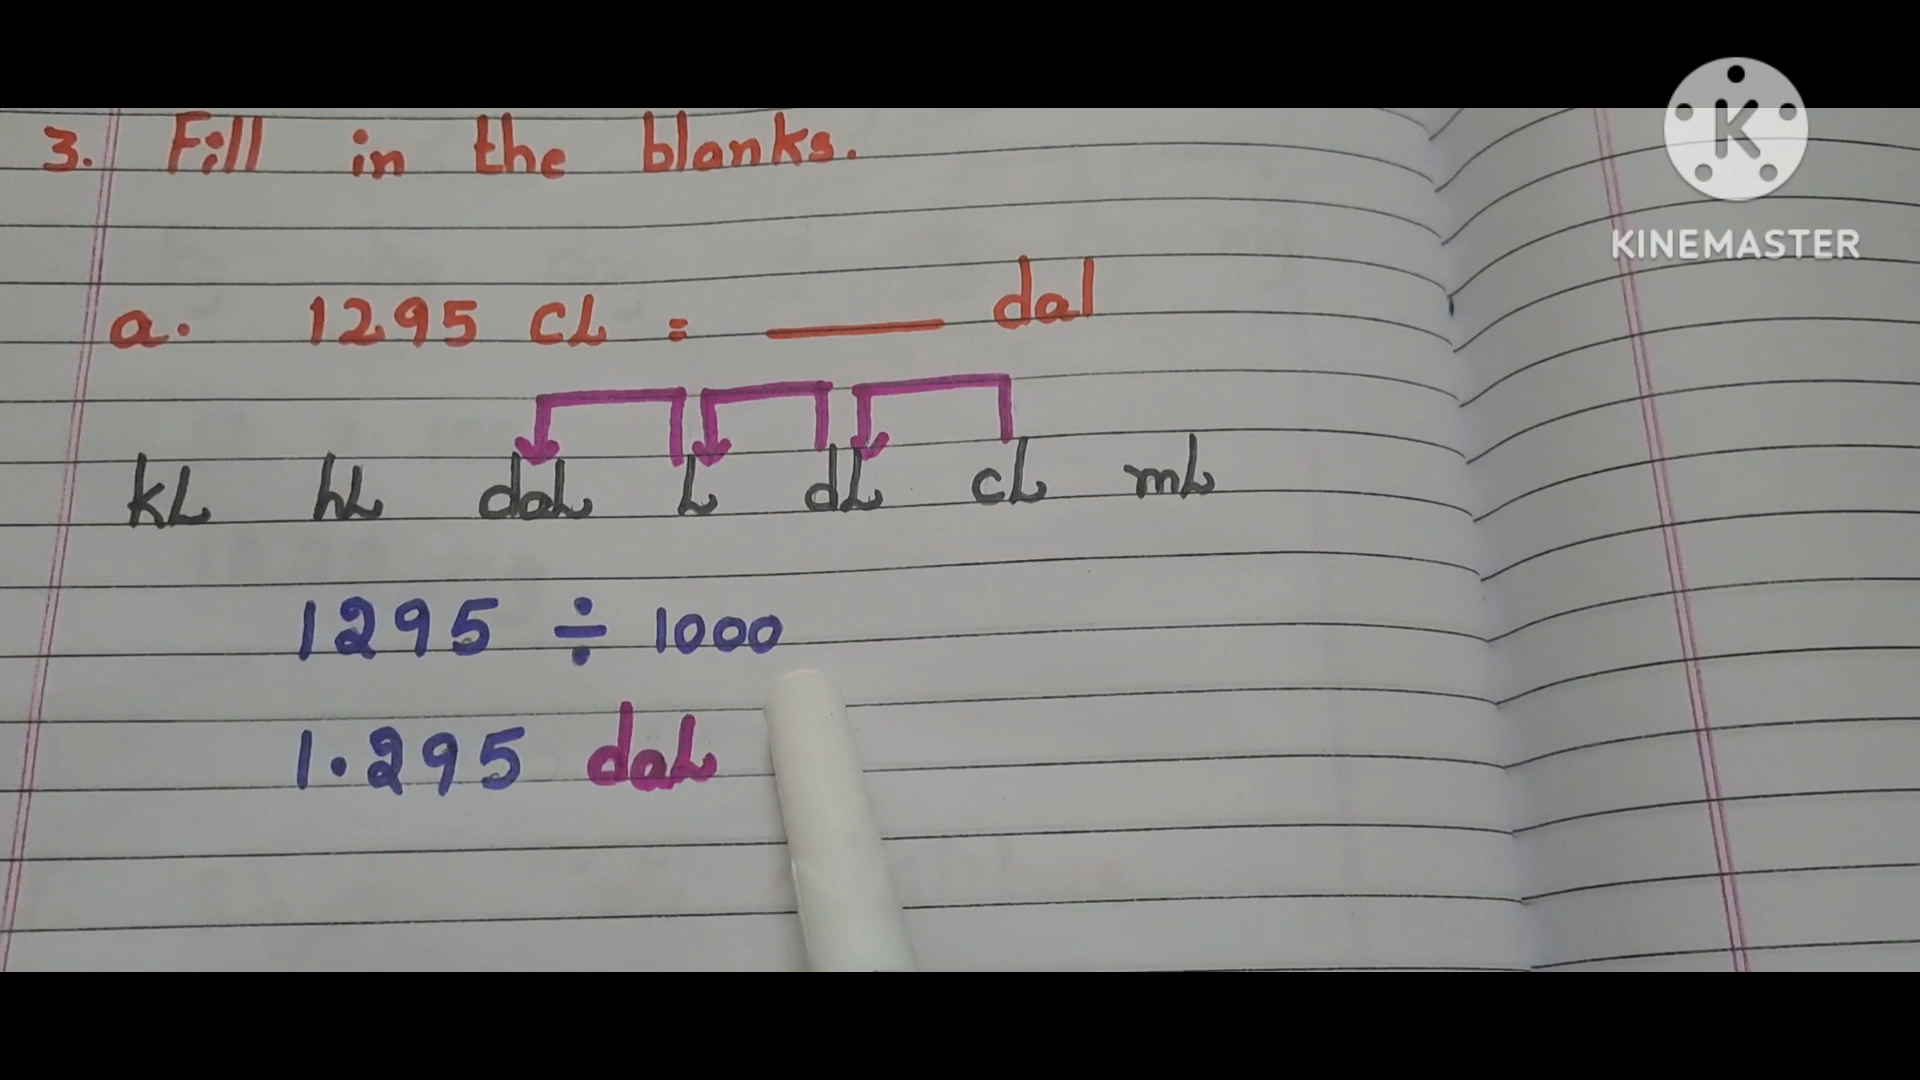 3. Fill in the blanks.
K
KINEMASTER
a. 1295 cL = ____ dal
kL hL daL L dL cL mL
1295 ÷ 1000
1.295 daL